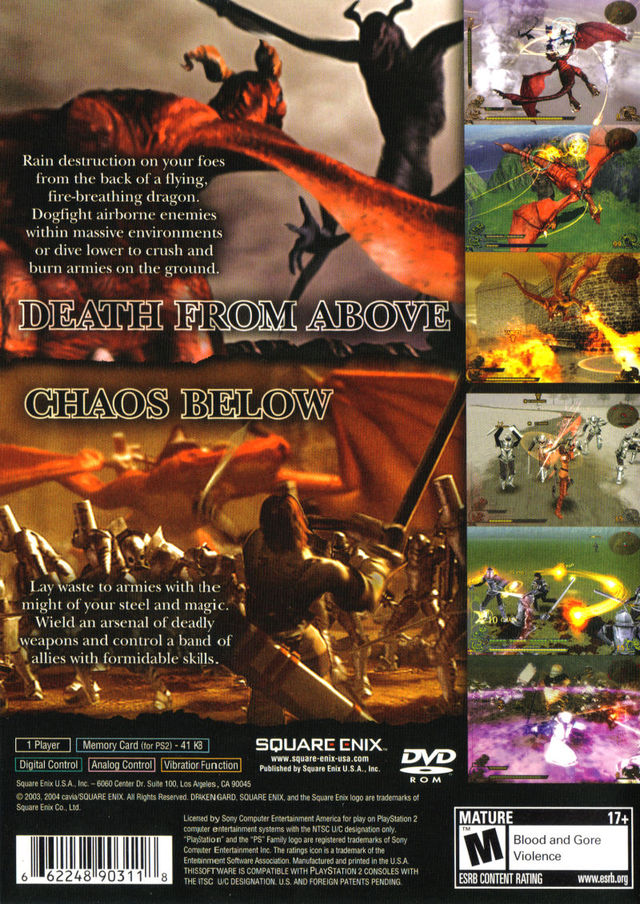 Rain destruction on your foes
from the back of a flying,
fire-breathing dragon.
Dogfight airborne enemies
within massive environments
or dive lower to crush and
burn armies on the ground.
DEATH FROM ABOVE
CHAOS BELOW
Lay waste to armies with the
might of your steel and magic.
Wield an arsenal of deadly
weapons and control a band of
allies with formidable skills.
1 Player
Memory Card (for PS2) - 41 KB
Digital Control
Analog Control
Vibration Function
SQUARE ENIX
www.square-enix-usa.com
Published by Square Enix U.S.A., Inc.
DVD
ROM
Square Enix U.S.A., Inc. – 6060 Center Dr. Suite 100, Los Angeles, CA 90045
© 2003, 2004 cavia/SQUARE ENIX. All Rights Reserved. DRAKENGARD, SQUARE ENIX, and the Square Enix logo are trademarks of
Square Enix Co., Ltd.
Licensed by Sony Computer Entertainment America for play on PlayStation 2
computer entertainment systems with the NTSC U/C designation only.
"PlayStation" and the "PS" Family logo are registered trademarks of Sony
Computer Entertainment Inc. The ratings icon is a trademark of the
Entertainment Software Association. Manufactured and printed in the U.S.A.
THIS SOFTWARE IS COMPATIBLE WITH PLAYSTATION 2 CONSOLES WITH
THE NTSC U/C DESIGNATION. U.S. AND FOREIGN PATENTS PENDING.
6 62248 90311 8
MATURE 17+
TM
M
Blood and Gore
Violence
ESRB CONTENT RATING www.esrb.org